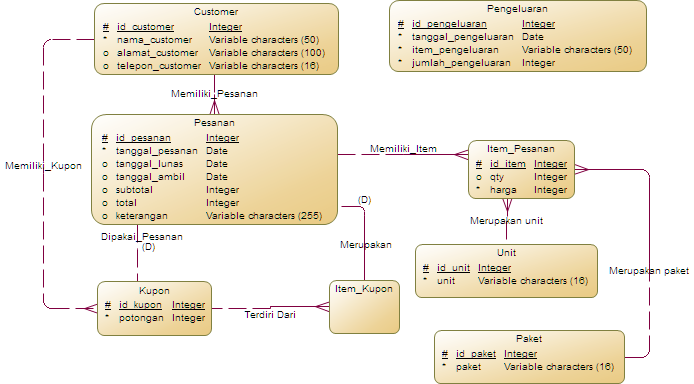 Customer
# id_customer Integer
* nama_customer Variable characters (50)
o alamat_customer Variable characters (100)
o telepon_customer Variable characters (16)
Pengeluaran
# id_pengeluaran Integer
* tanggal_pengeluaran Date
* item_pengeluaran Variable characters (50)
* jumlah_pengeluaran Integer
Memiliki_Pesanan
Pesanan
# id_pesanan Integer
* tanggal_pesanan Date
o tanggal_lunas Date
o tanggal_ambil Date
o subtotal Integer
o total Integer
o keterangan Variable characters (255)
Memiliki_Item
Item_Pesanan
# id_item Integer
o qty Integer
* harga Integer
Memiliki_Kupon
(D)
Merupakan unit
Dipakai_Pesanan
(D)
Merupakan
Unit
# id_unit Integer
* unit Variable characters (16)
Merupakan paket
Kupon
# id_kupon Integer
* potongan Integer
Terdiri Dari
Item_Kupon
Paket
# id_paket Integer
* paket Variable characters (16)